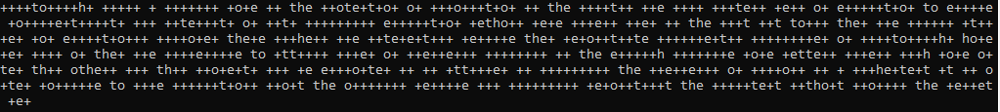 ++++to++++h+ +++++ + +++++++ +o+e ++ the ++ote+t+o+ o+ +++o+++t+o+ ++ the ++++t++ ++e ++++ +++te++ +e++ o+ e+++++t+o+ to e++++e
 +o++++e+t++++t+ +++ ++te+++t+ o+ ++t+ +++++++++ e+++++t+o+ +etho++ +e+e +++e++ ++e+ ++ the +++t ++t to+++ the+ ++e ++++++ +t++
+e+ +o+ e++++t+o+++ ++++o+e+ the+e +++he++ ++e ++te+e+t+++ +e++++e the+ +e+o++t++te ++++++e+t++ ++++++++e+ o+ ++++to++++h+ ho+e
+e+ ++++ o+ the+ ++e ++++e++++e to +tt++++ +++e+ o+ ++e++e+++ ++++++++ ++ the e+++++h +++++++e +o+e +ette++ +++e++ +++h +o+e o+
te+ th++ othe++ +++ th++ ++o+e+t+ +++ +e e+++o+te+ ++ ++ +tt+++e+ ++ +++++++++ the ++e++e+++ o+ ++++o++ ++ + +++he+te+t +t ++ o
+te+ +o+++++e to +++e ++++++t+o++ ++o+t the o+++++++ +e++++e +++ +++++++++ +e+o++t+++t the +++++te+t ++tho+t ++o++++ the +e++et
 +e+